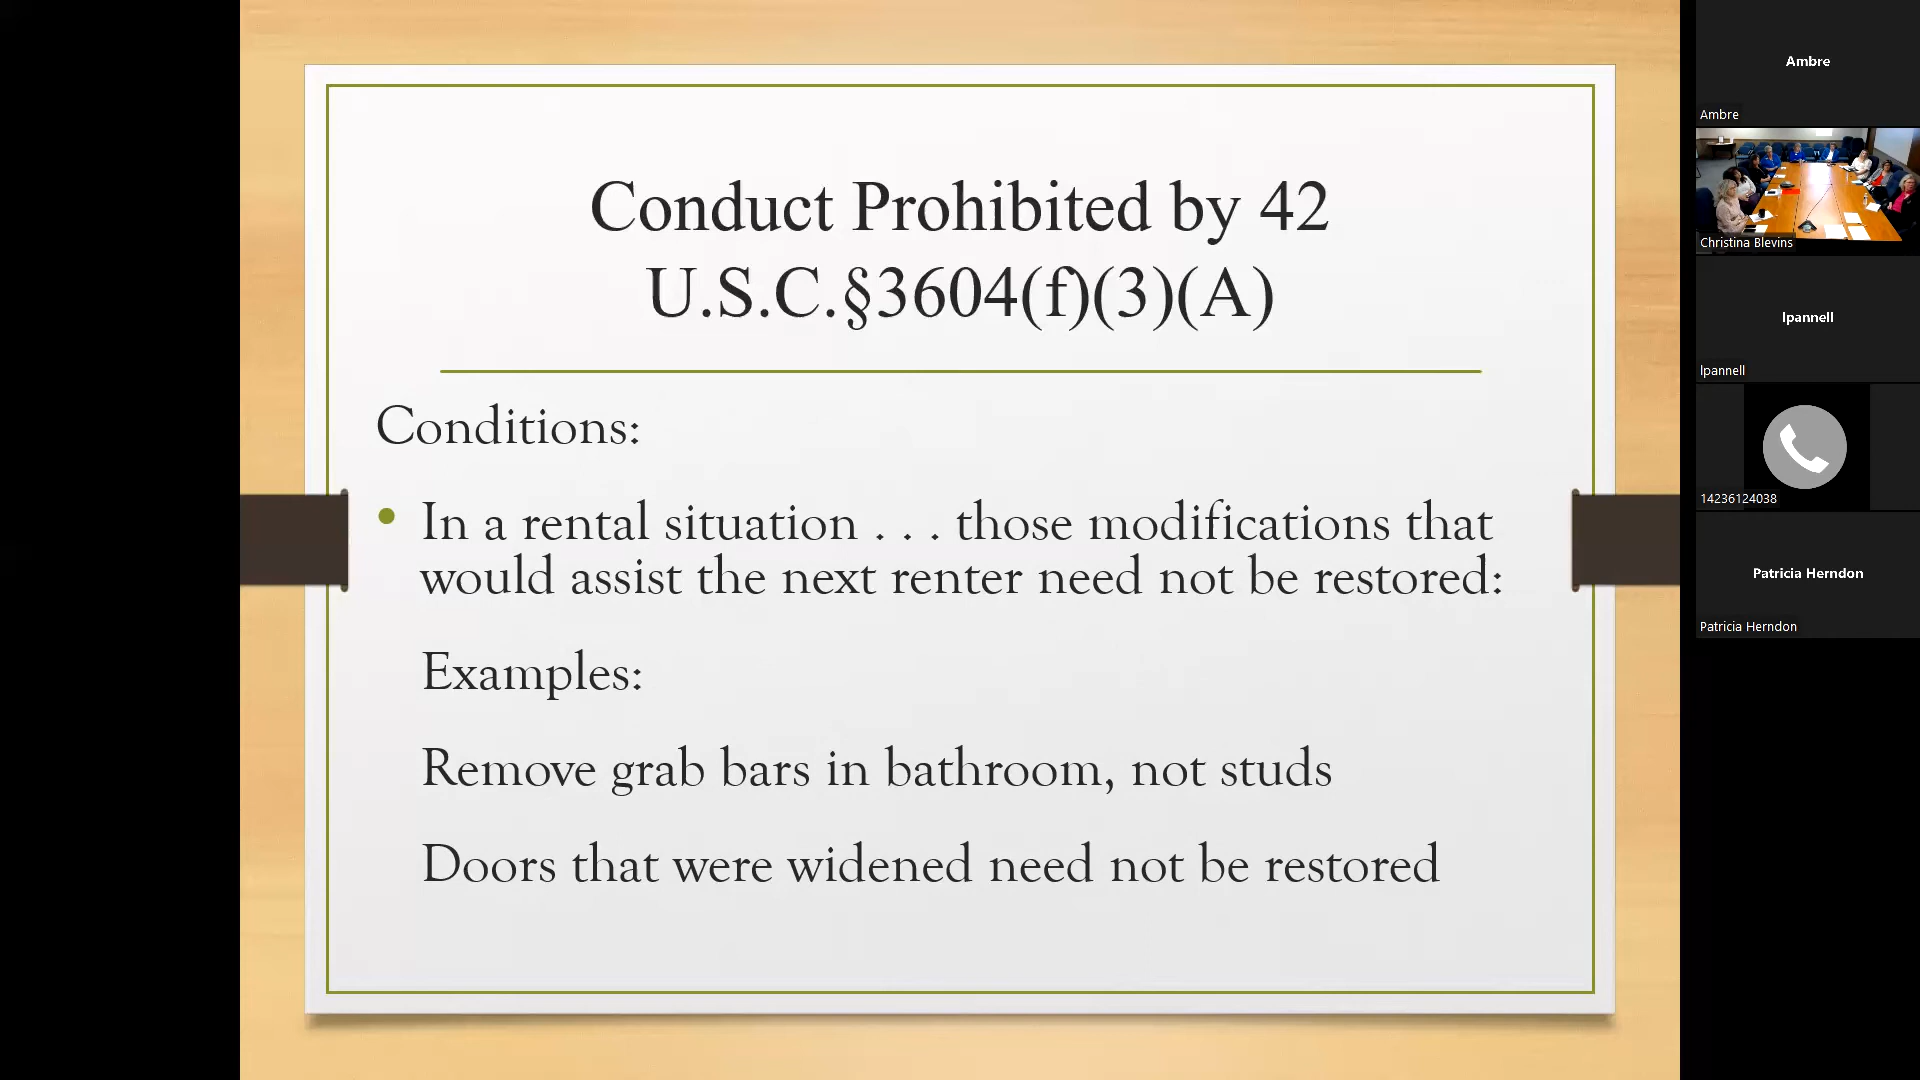 Conduct Prohibited by 42
U.S.C.§3604(f)(3)(A)
Conditions:
• In a rental situation . . . those modifications that
would assist the next renter need not be restored:
Examples:
Remove grab bars in bathroom, not studs
Doors that were widened need not be restored
Ambre
Ambre
Christina Blevins
lpannell
lpannell
14236124038
Patricia Herndon
Patricia Herndon